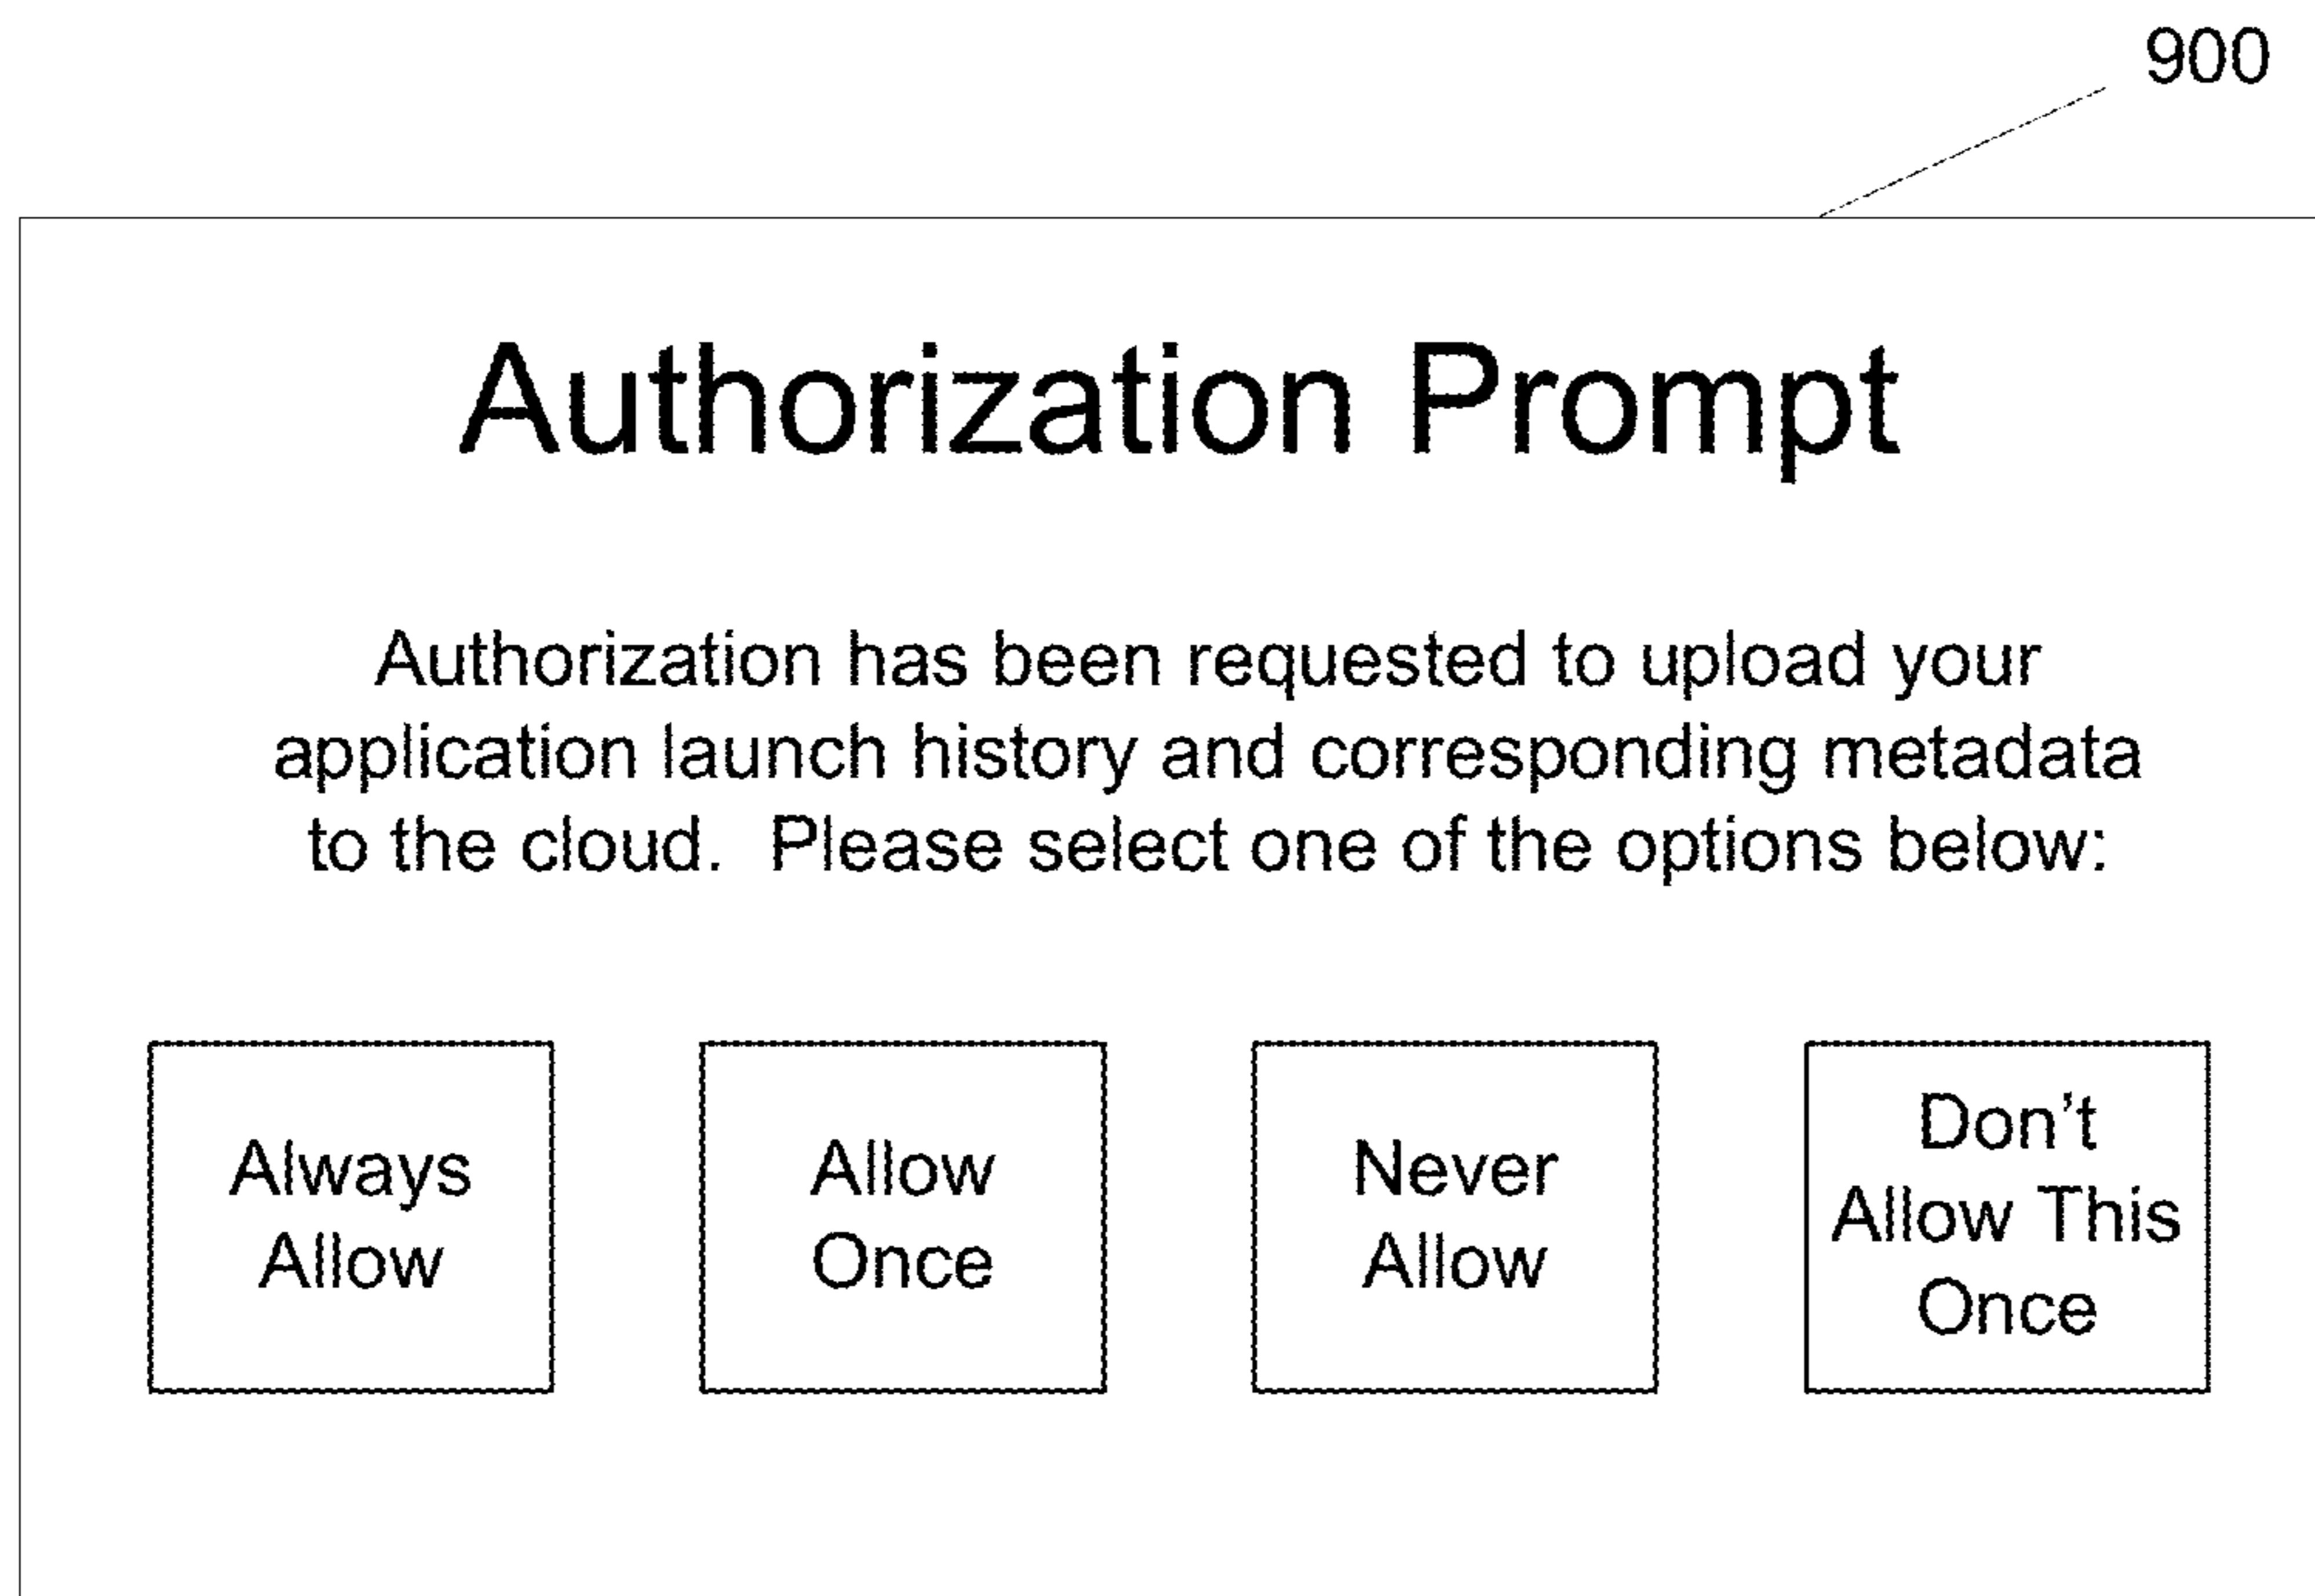 900
Authorization Prompt
Authorization has been requested to upload your
application launch history and corresponding metadata
to the cloud.  Please select one of the options below:
Always
Allow
Allow
Once
Never
Allow
Don't
Allow This
Once